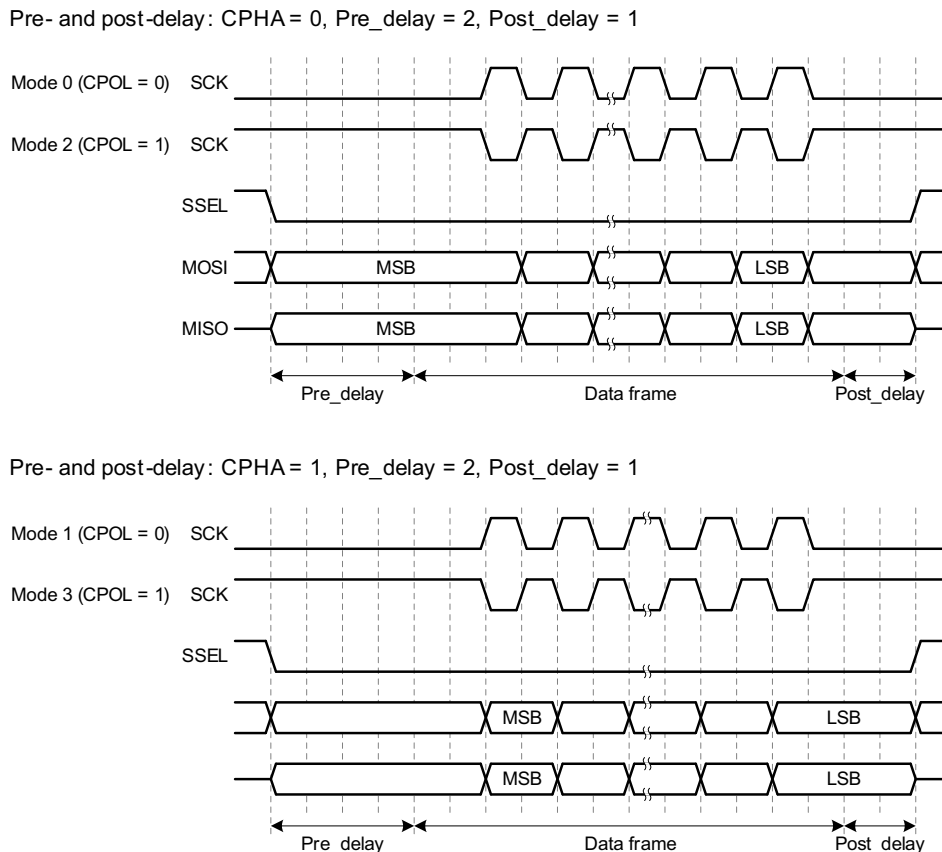 Pre- and post-delay: CPHA = 0, Pre_delay = 2, Post_delay = 1
Mode 0 (CPOL = 0) SCK
Mode 2 (CPOL = 1) SCK
SSEL
MOSI MSB LSB
MISO MSB LSB
Pre_delay Data frame Post_delay
Pre- and post-delay: CPHA = 1, Pre_delay = 2, Post_delay = 1
Mode 1 (CPOL = 0) SCK
Mode 3 (CPOL = 1) SCK
SSEL
MSB LSB
MSB LSB
Pre_delay Data frame Post_delay